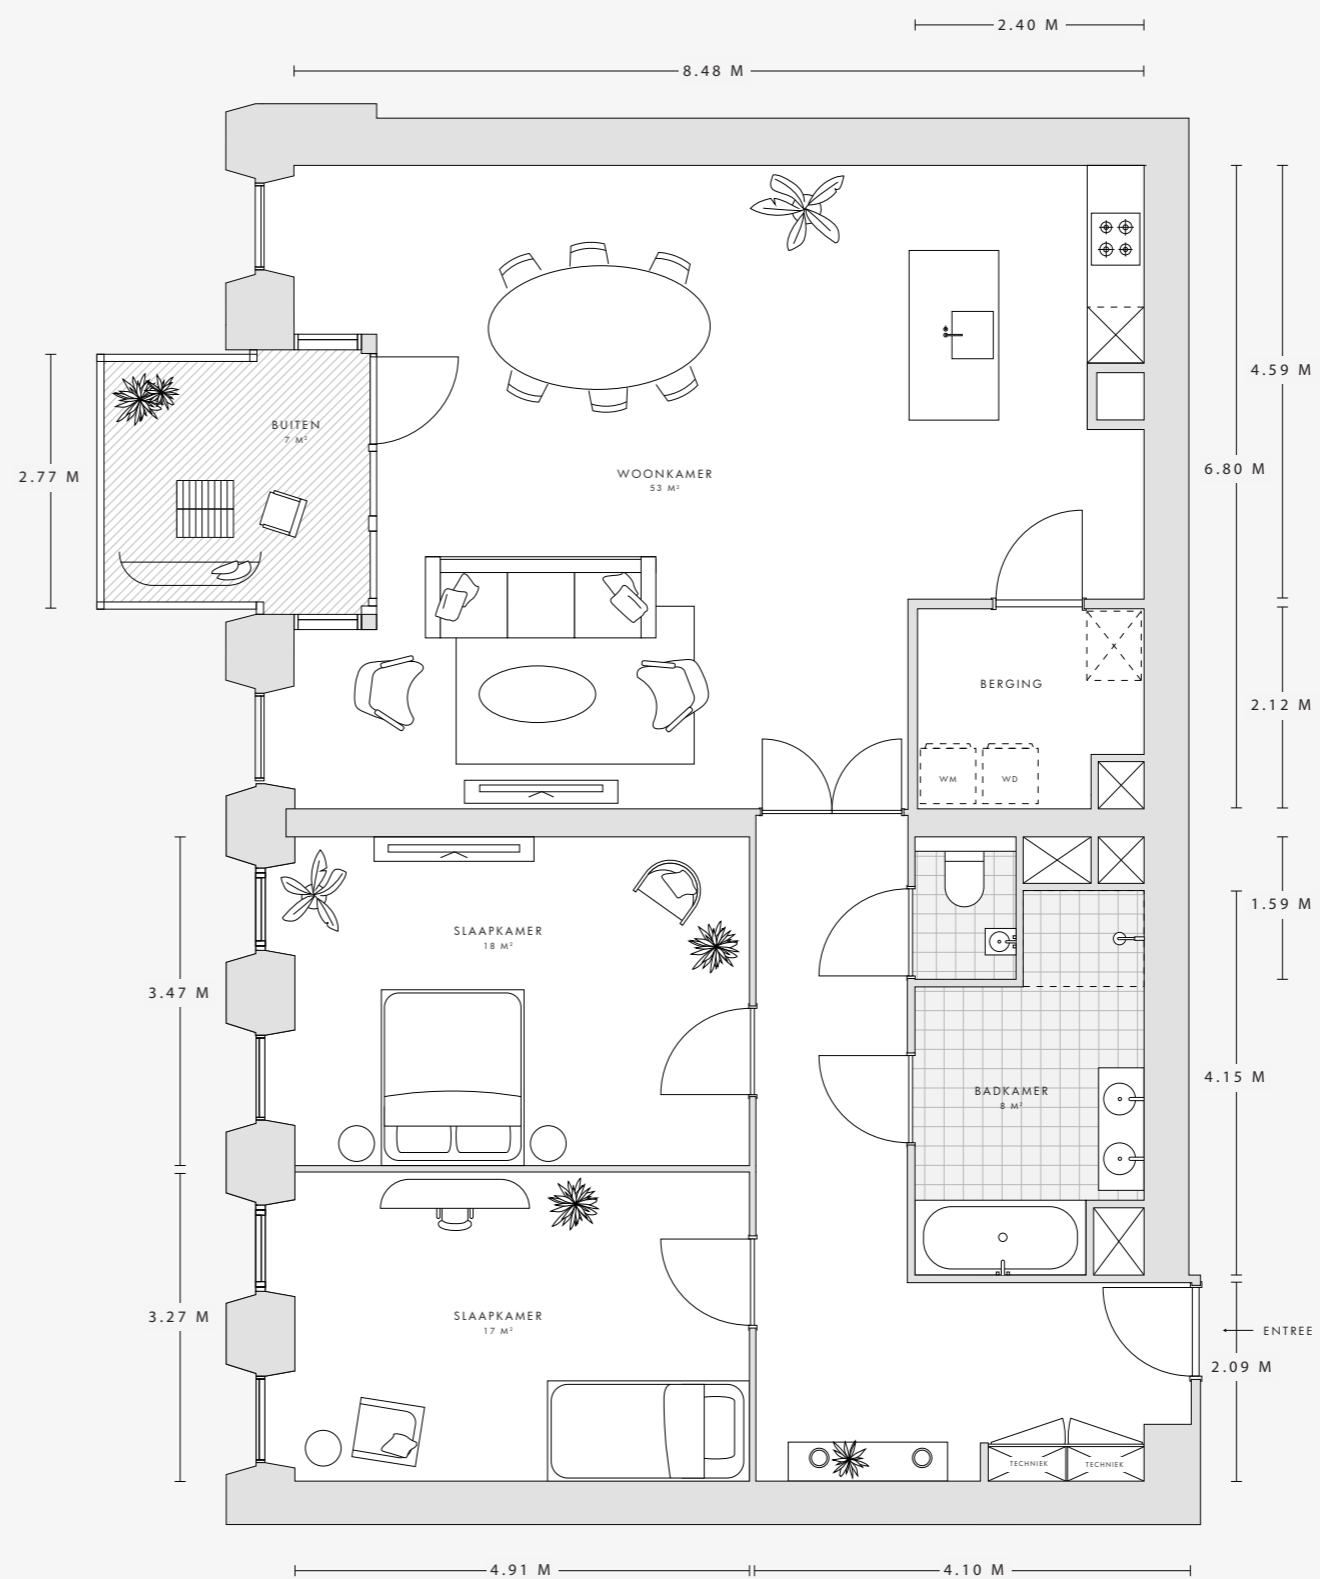 2.40 M
8.48 M
BUITEN
7 M²
2.77 M
WOONKAMER
53 M²
4.59 M
6.80 M
BERGING
2.12 M
WM
WD
1.59 M
SLAAPKAMER
18 M²
3.47 M
4.15 M
BADKAMER
8 M²
SLAAPKAMER
17 M²
3.27 M
ENTREE
2.09 M
TECHNIEK
TECHNIEK
4.91 M
4.10 M